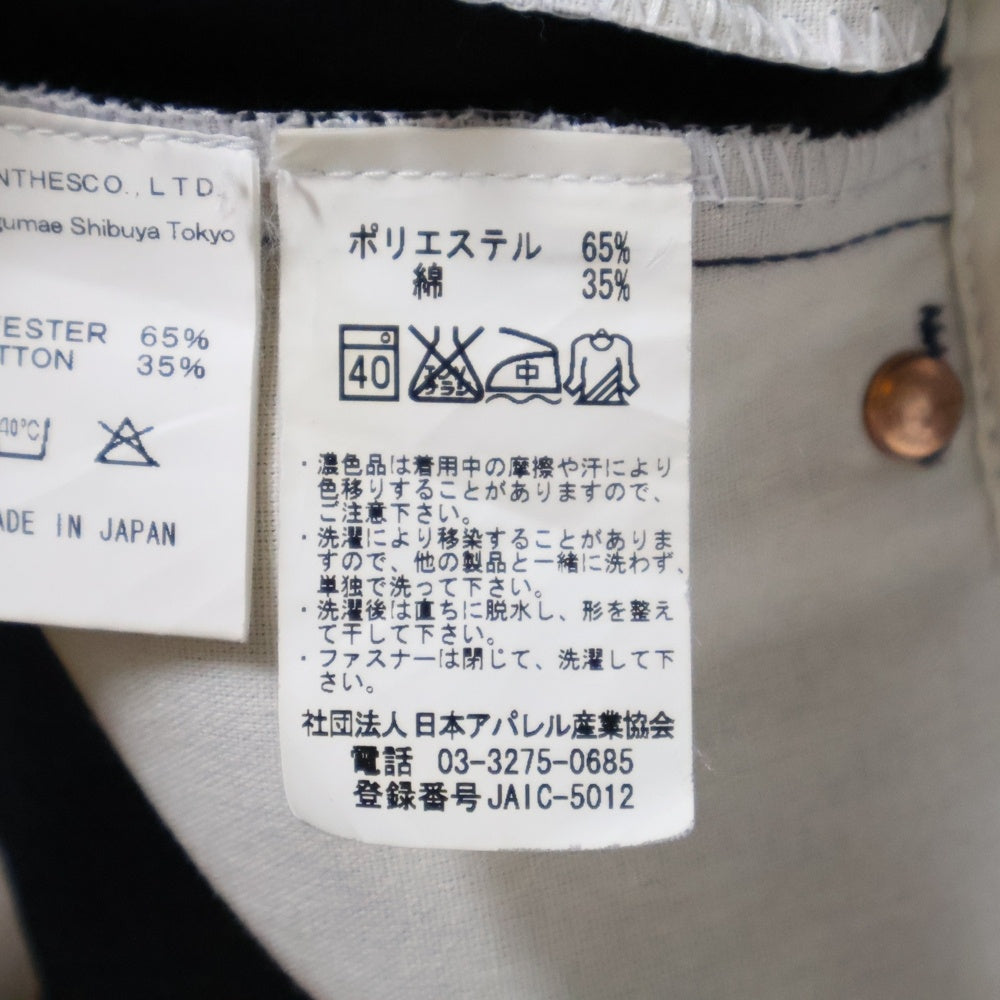 NTHESCO., LTD.
gumae Shibuya Tokyo
ESTER 65%
TTON 35%
40℃
ADE IN JAPAN
ポリエステル 65%
綿 35%
40
中
・濃色品は着用中の摩擦や汗により
色移りすることがありますので、
ご注意下さい。
・洗濯により移染することがありま
すので、他の製品と一緒に洗わず、
単独で洗って下さい。
・洗濯後は直ちに脱水し、形を整え
て干して下さい。
・ファスナーは閉じて、洗濯して下
さい。
社団法人日本アパレル産業協会
電話 03-3275-0685
登録番号JAIC-5012